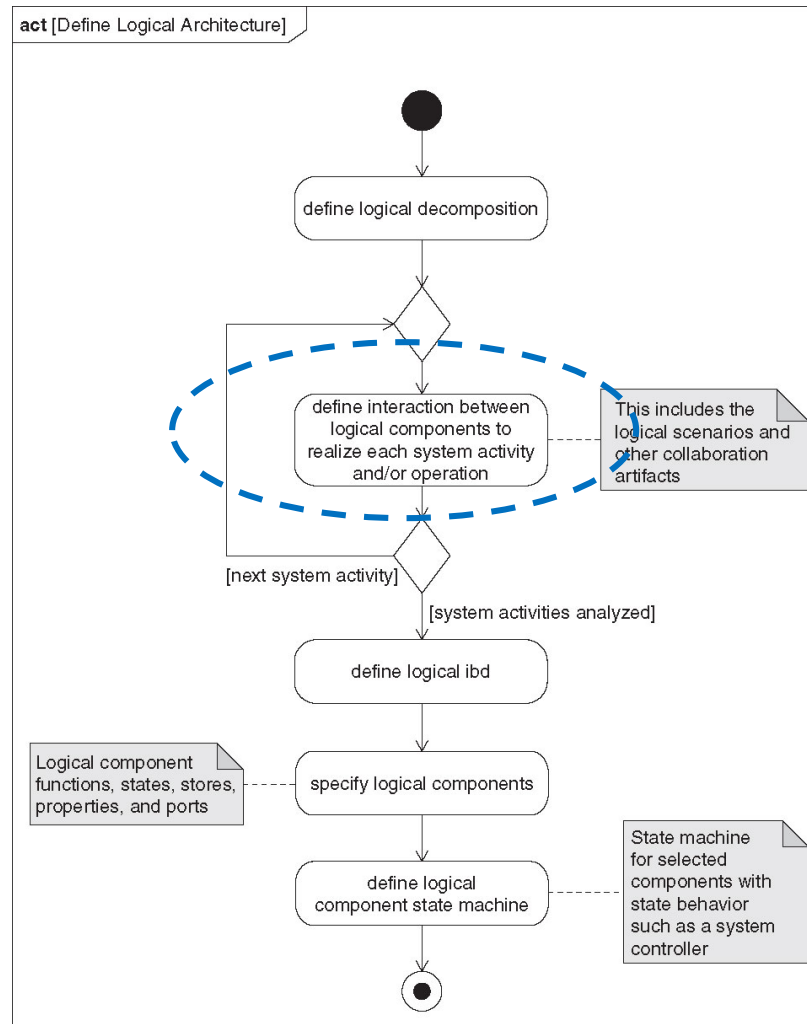 act [Define Logical Architecture]
define logical decomposition
define interaction between
logical components to
realize each system activity
and/or operation
This includes the
logical scenarios and
other collaboration
artifacts
[next system activity]
[system activities analyzed]
define logical ibd
Logical component
functions, states, stores,
properties, and ports
specify logical components
define logical
component state machine
State machine
for selected
components with
state behavior
such as a system
controller